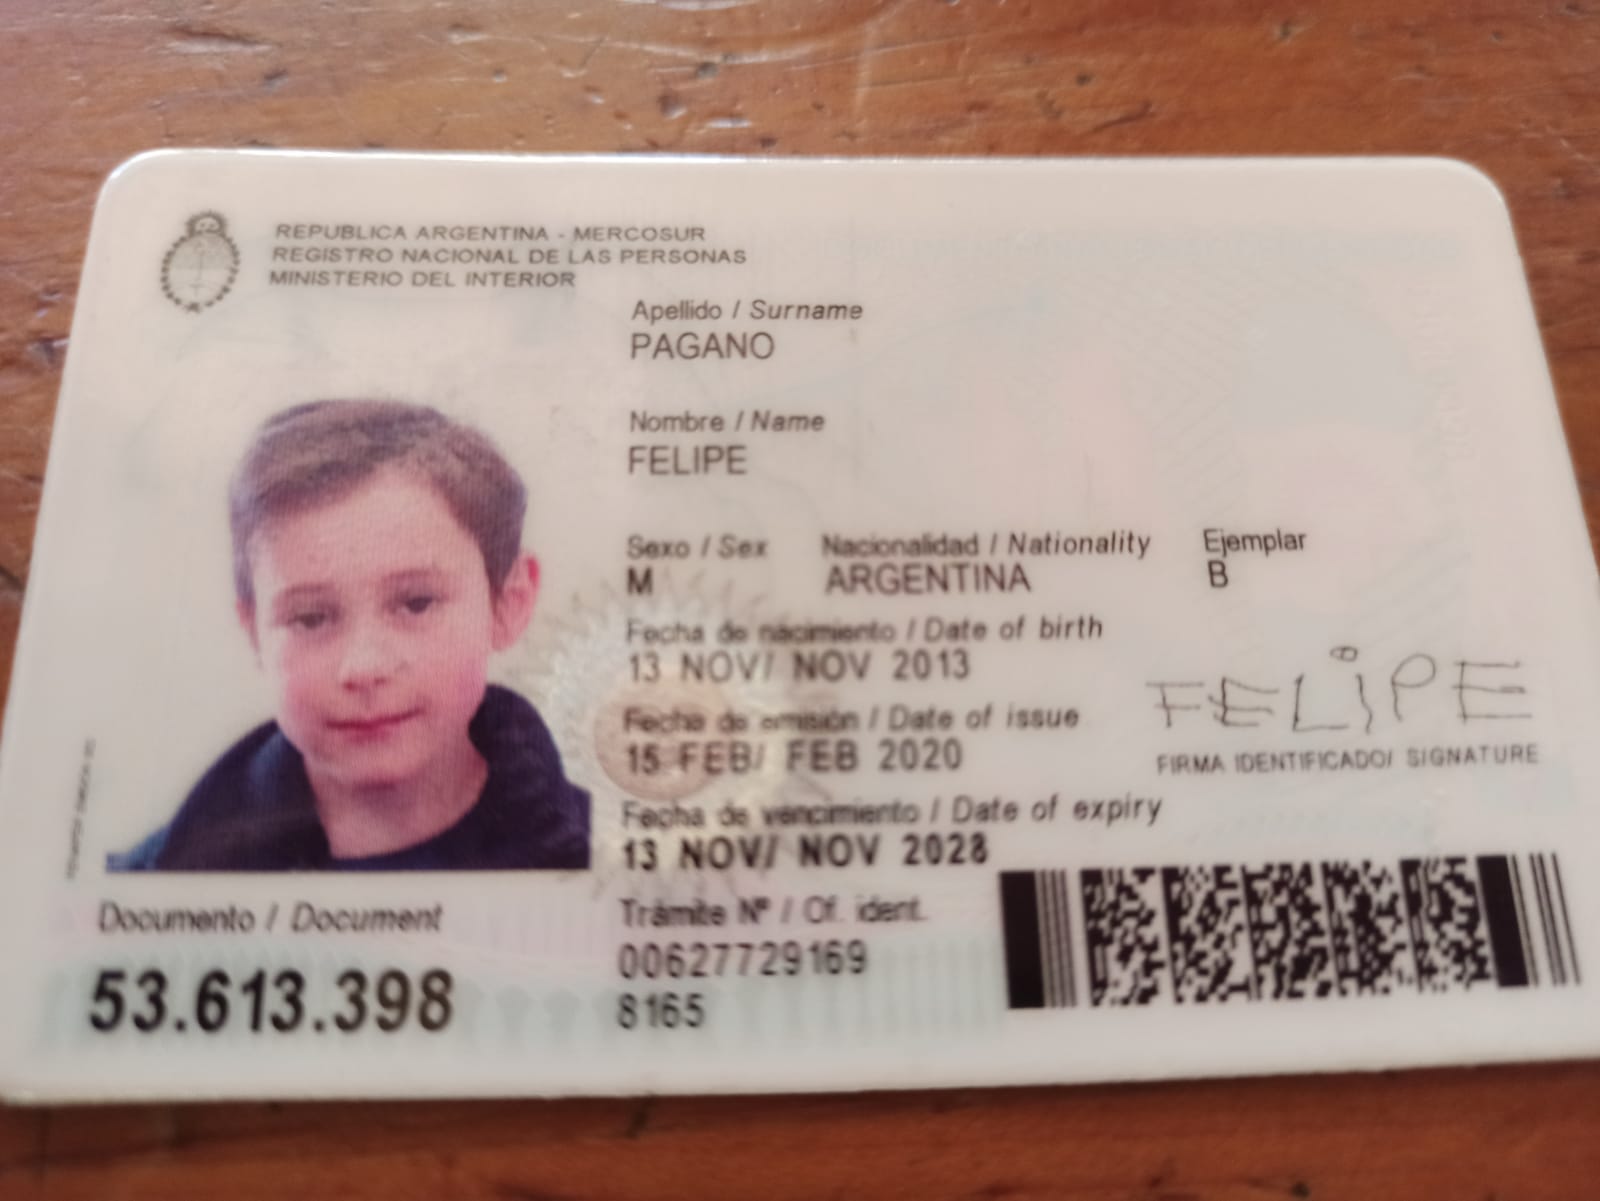 REPUBLICA ARGENTINA - MERCOSUR
REGISTRO NACIONAL DE LAS PERSONAS
MINISTERIO DEL INTERIOR
Apellido / Surname
PAGANO
Nombre / Name
FELIPE
Sexo / Sex Nacionalidad / Nationality Ejemplar
M ARGENTINA B
Fecha de nacimiento / Date of birth
13 NOV/ NOV 2013
Fecha de emisión / Date of issue
15 FEB/ FEB 2020
FELIPE
FIRMA IDENTIFICADO/ SIGNATURE
Fecha de vencimiento / Date of expiry
13 NOV/ NOV 2028
Documento / Document
53.613.398
Trámite Nº / Of. ident.
00627729169
8165